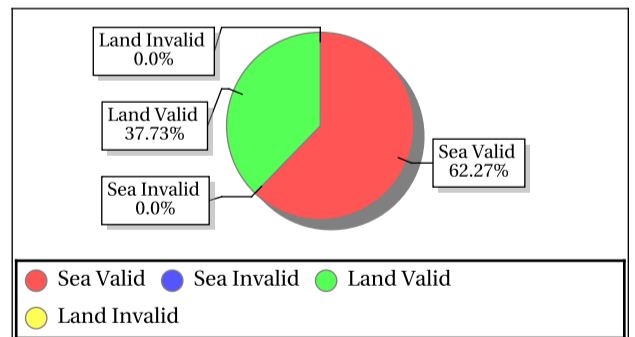 Land Invalid
0.0%
Land Valid
37.73%
Sea Invalid
0.0%
Sea Valid
62.27%
Sea Valid Sea Invalid Land Valid
Land Invalid